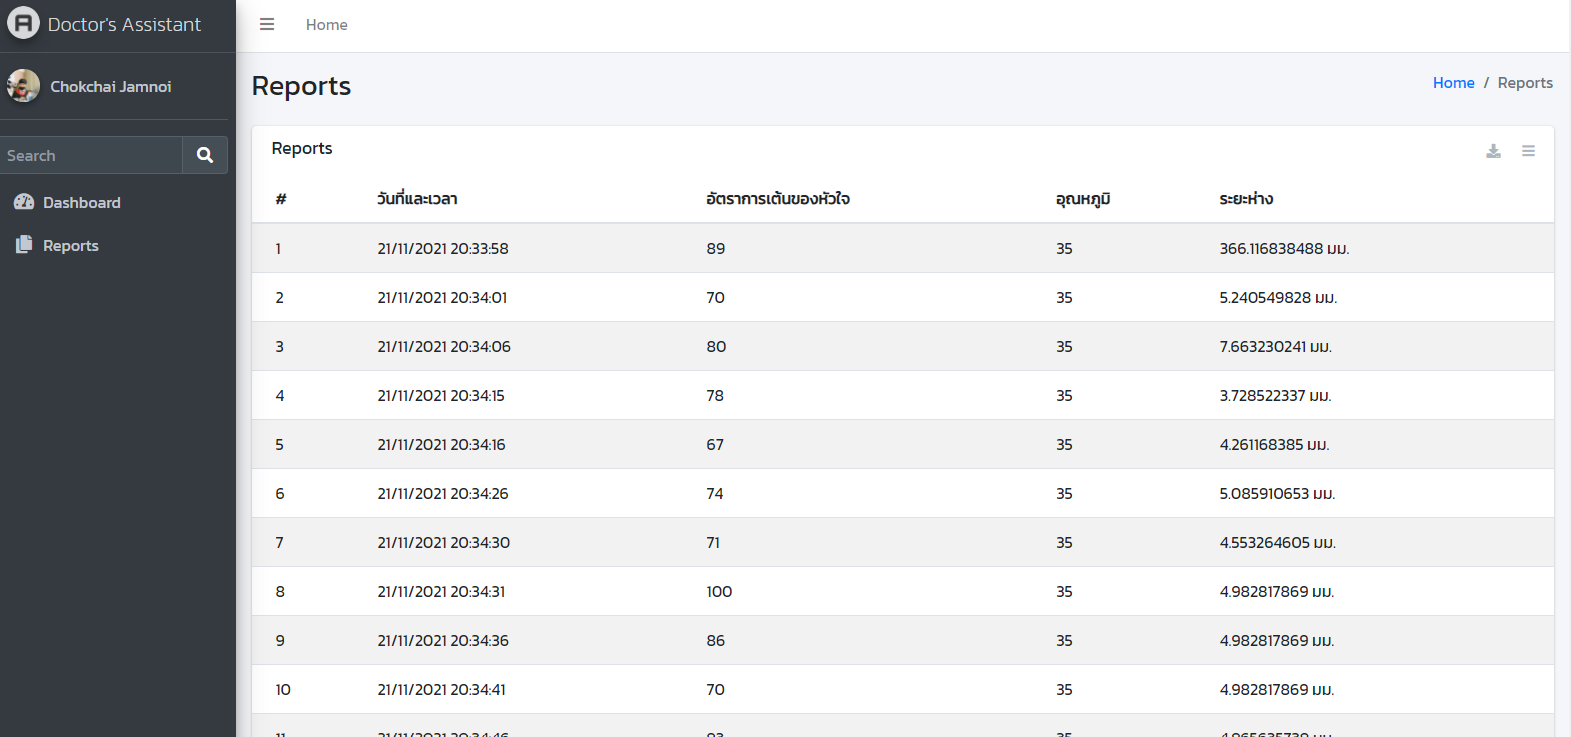 Doctor's Assistant
Home
Chokchai Jamnoi
Search
Dashboard
Reports
Reports
Home / Reports
Reports
# วันที่และเวลา อัตราการเต้นของหัวใจ อุณหภูมิ ระยะห่าง
1 21/11/2021 20:33:58 89 35 366.116838488 มม.
2 21/11/2021 20:34:01 70 35 5.240549828 มม.
3 21/11/2021 20:34:06 80 35 7.663230241 มม.
4 21/11/2021 20:34:15 78 35 3.728522337 มม.
5 21/11/2021 20:34:16 67 35 4.261168385 มม.
6 21/11/2021 20:34:26 74 35 5.085910653 มม.
7 21/11/2021 20:34:30 71 35 4.553264605 มม.
8 21/11/2021 20:34:31 100 35 4.982817869 มม.
9 21/11/2021 20:34:36 86 35 4.982817869 มม.
10 21/11/2021 20:34:41 70 35 4.982817869 มม.